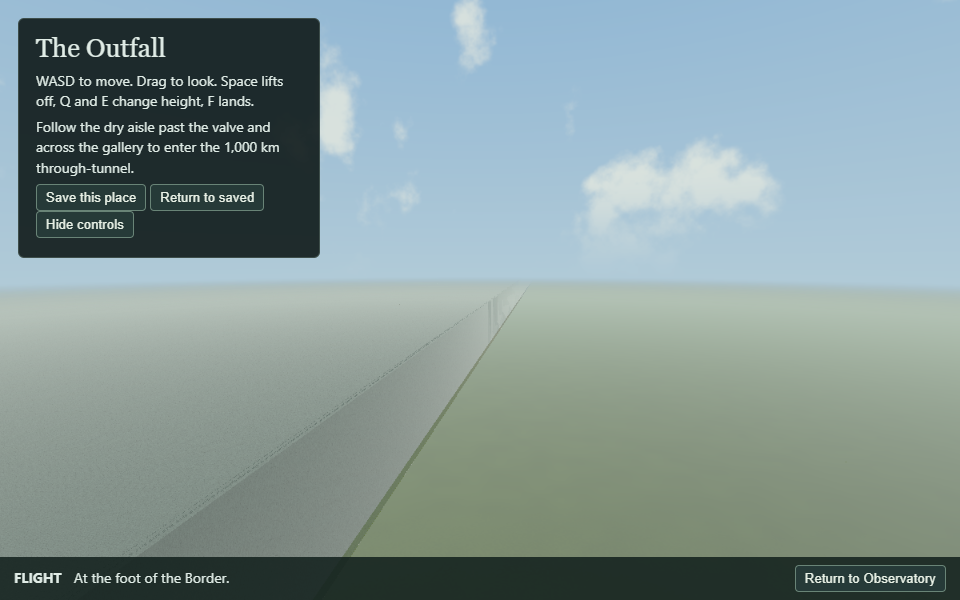 The Outfall
WASD to move. Drag to look. Space lifts
off, Q and E change height, F lands.
Follow the dry aisle past the valve and
across the gallery to enter the 1,000 km
through-tunnel.
Save this place
Return to saved
Hide controls
FLIGHT At the foot of the Border.
Return to Observatory